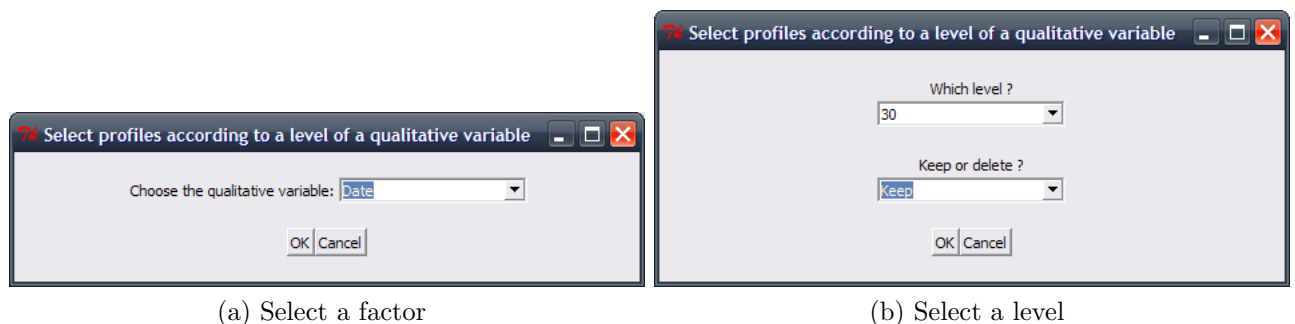 Select profiles according to a level of a qualitative variable
Choose the qualitative variable: Date
OK Cancel
(a) Select a factor
Select profiles according to a level of a qualitative variable
Which level ?
30
Keep or delete ?
Keep
OK Cancel
(b) Select a level